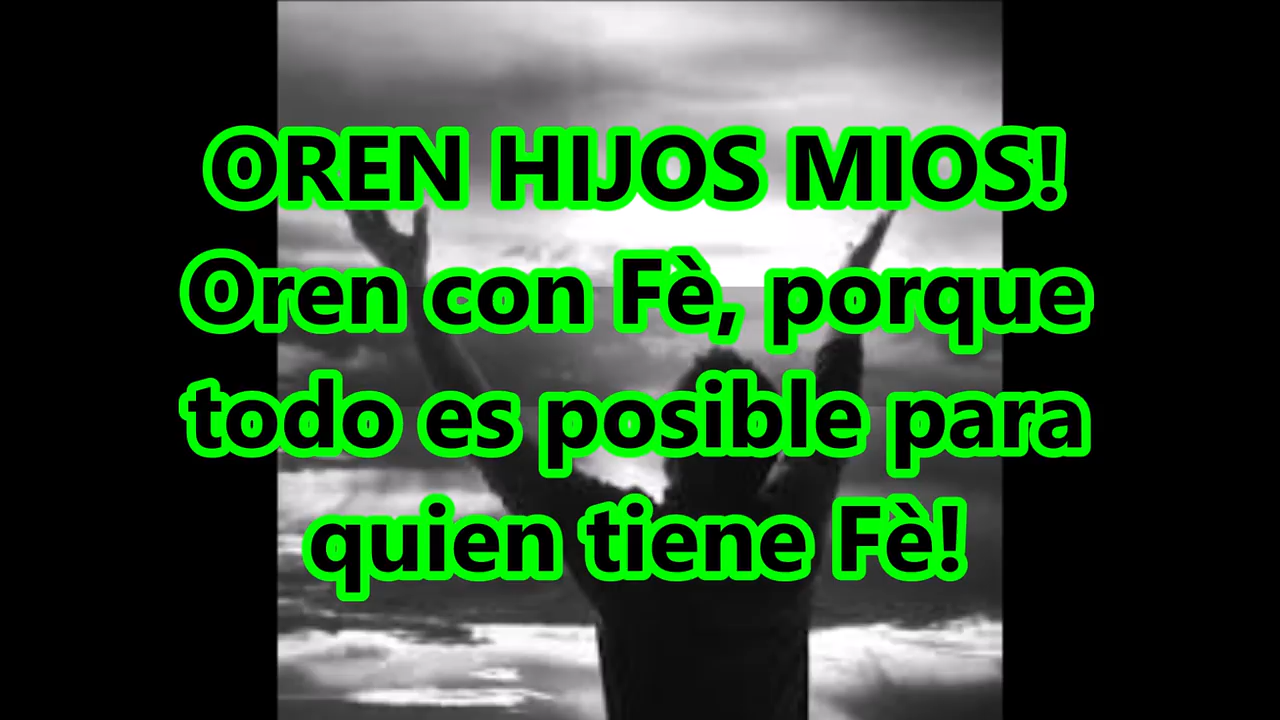 OREN HIJOS MIOS!
Oren con Fè, porque
todo es posible para
quien tiene Fè!